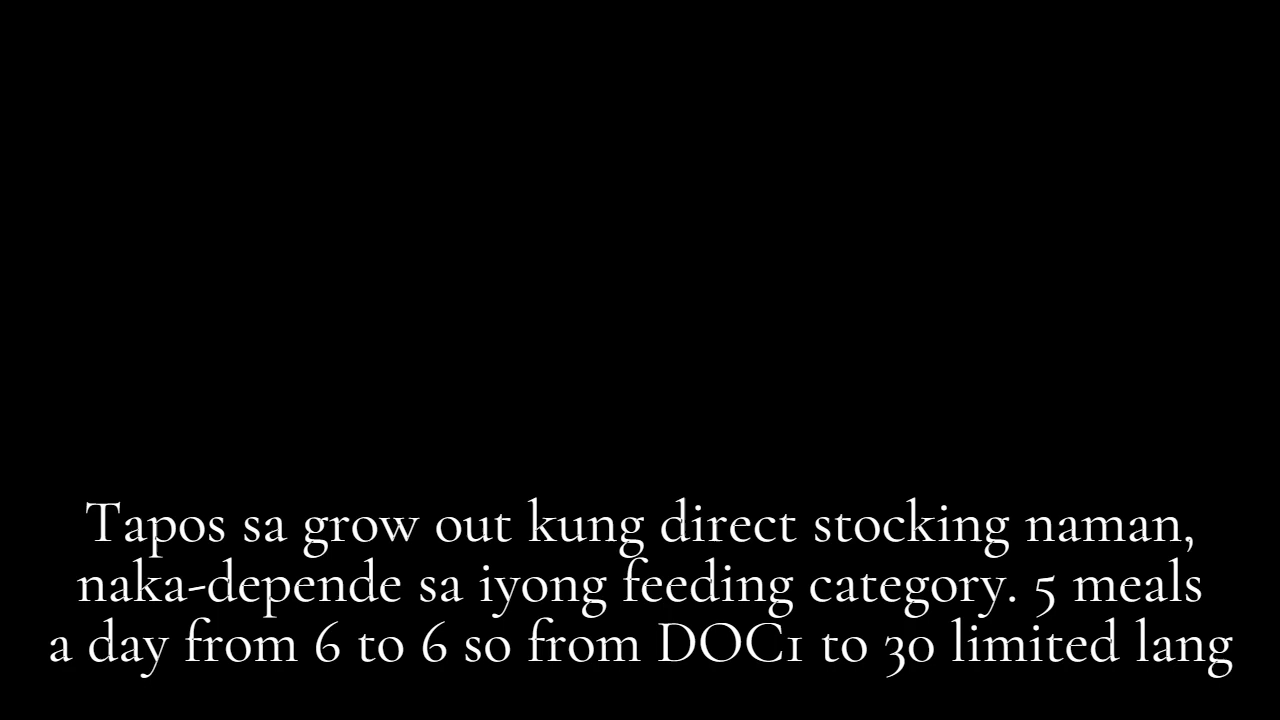 Tapos sa grow out kung direct stocking naman,
naka-depende sa iyong feeding category. 5 meals
a day from 6 to 6 so from DOC1 to 30 limited lang